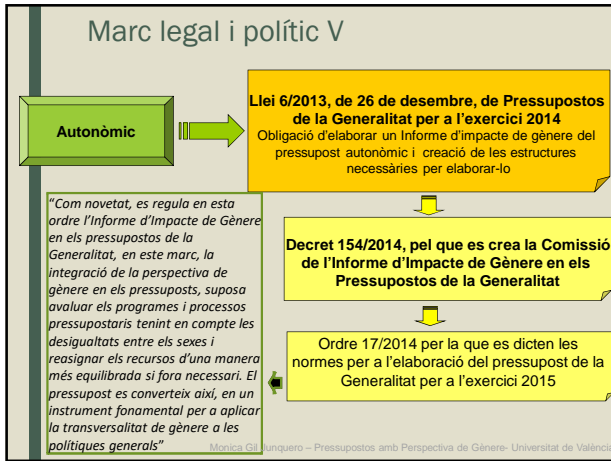 Marc legal i polític V
Autonòmic
Llei 6/2013, de 26 de desembre, de Pressupostos
de la Generalitat per a l'exercici 2014
Obligació d'elaborar un Informe d'impacte de gènere del
pressupost autonòmic i creació de les estructures
necessàries per elaborar-lo
Decret 154/2014, pel que es crea la Comissió
de l'Informe d'Impacte de Gènere en els
Pressupostos de la Generalitat
Ordre 17/2014 per la que es dicten les
normes per a l'elaboració del pressupost de la
Generalitat per a l'exercici 2015
"Com novetat, es regula en esta
ordre l'Informe d'Impacte de Gènere
en els pressupostos de la
Generalitat, en este marc, la
integració de la perspectiva de
gènere en els pressuposts, suposa
avaluar els programes i processos
pressupostaris tenint en compte les
desigualtats entre els sexes i
reasignar els recursos d'una manera
més equilibrada si fora necessari. El
pressupost es converteix així, en un
instrument fonamental per a aplicar
la transversalitat de gènere a les
polítiques generals"
Monica Gil Junquero – Pressupostos amb Perspectiva de Gènere- Universitat de València